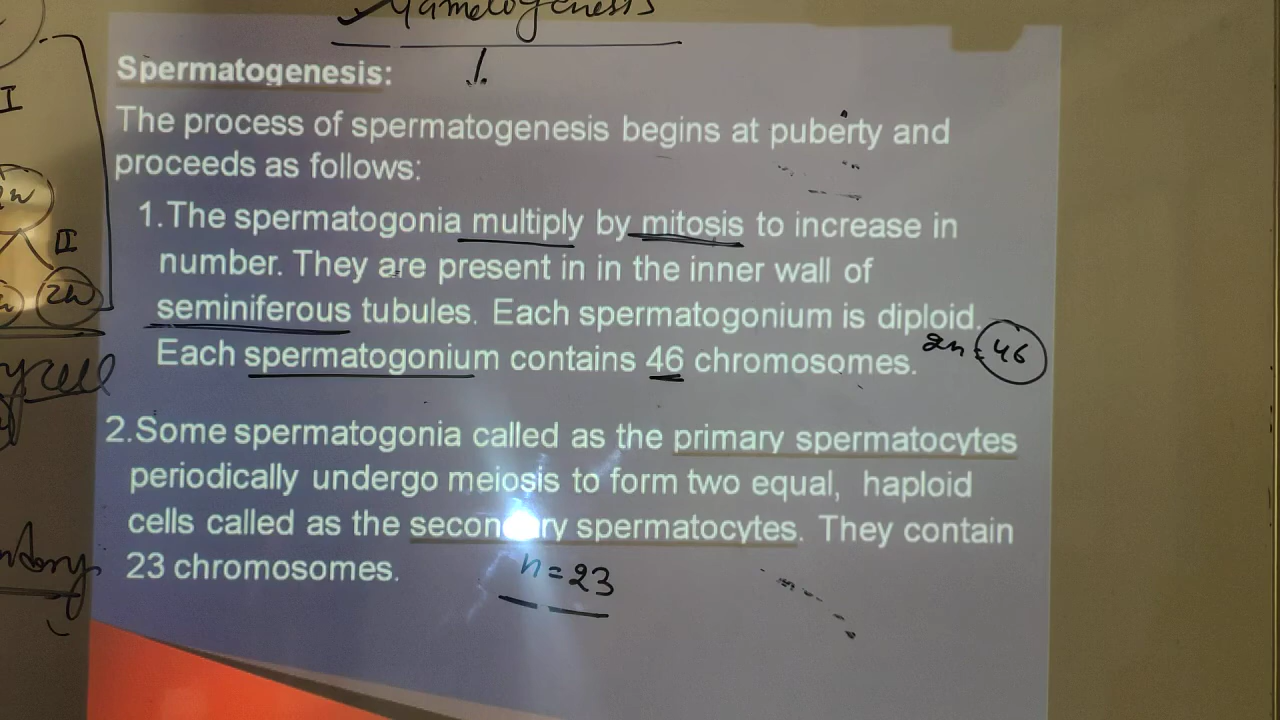 Gametogenesis
Spermatogenesis:
The process of spermatogenesis begins at puberty and
proceeds as follows:
1.The spermatogonia multiply by mitosis to increase in
number. They are present in in the inner wall of
seminiferous tubules. Each spermatogonium is diploid.
Each spermatogonium contains 46 chromosomes.
2n = 46
2.Some spermatogonia called as the primary spermatocytes
periodically undergo meiosis to form two equal, haploid
cells called as the secondary spermatocytes. They contain
23 chromosomes.
n = 23
I
II
2n